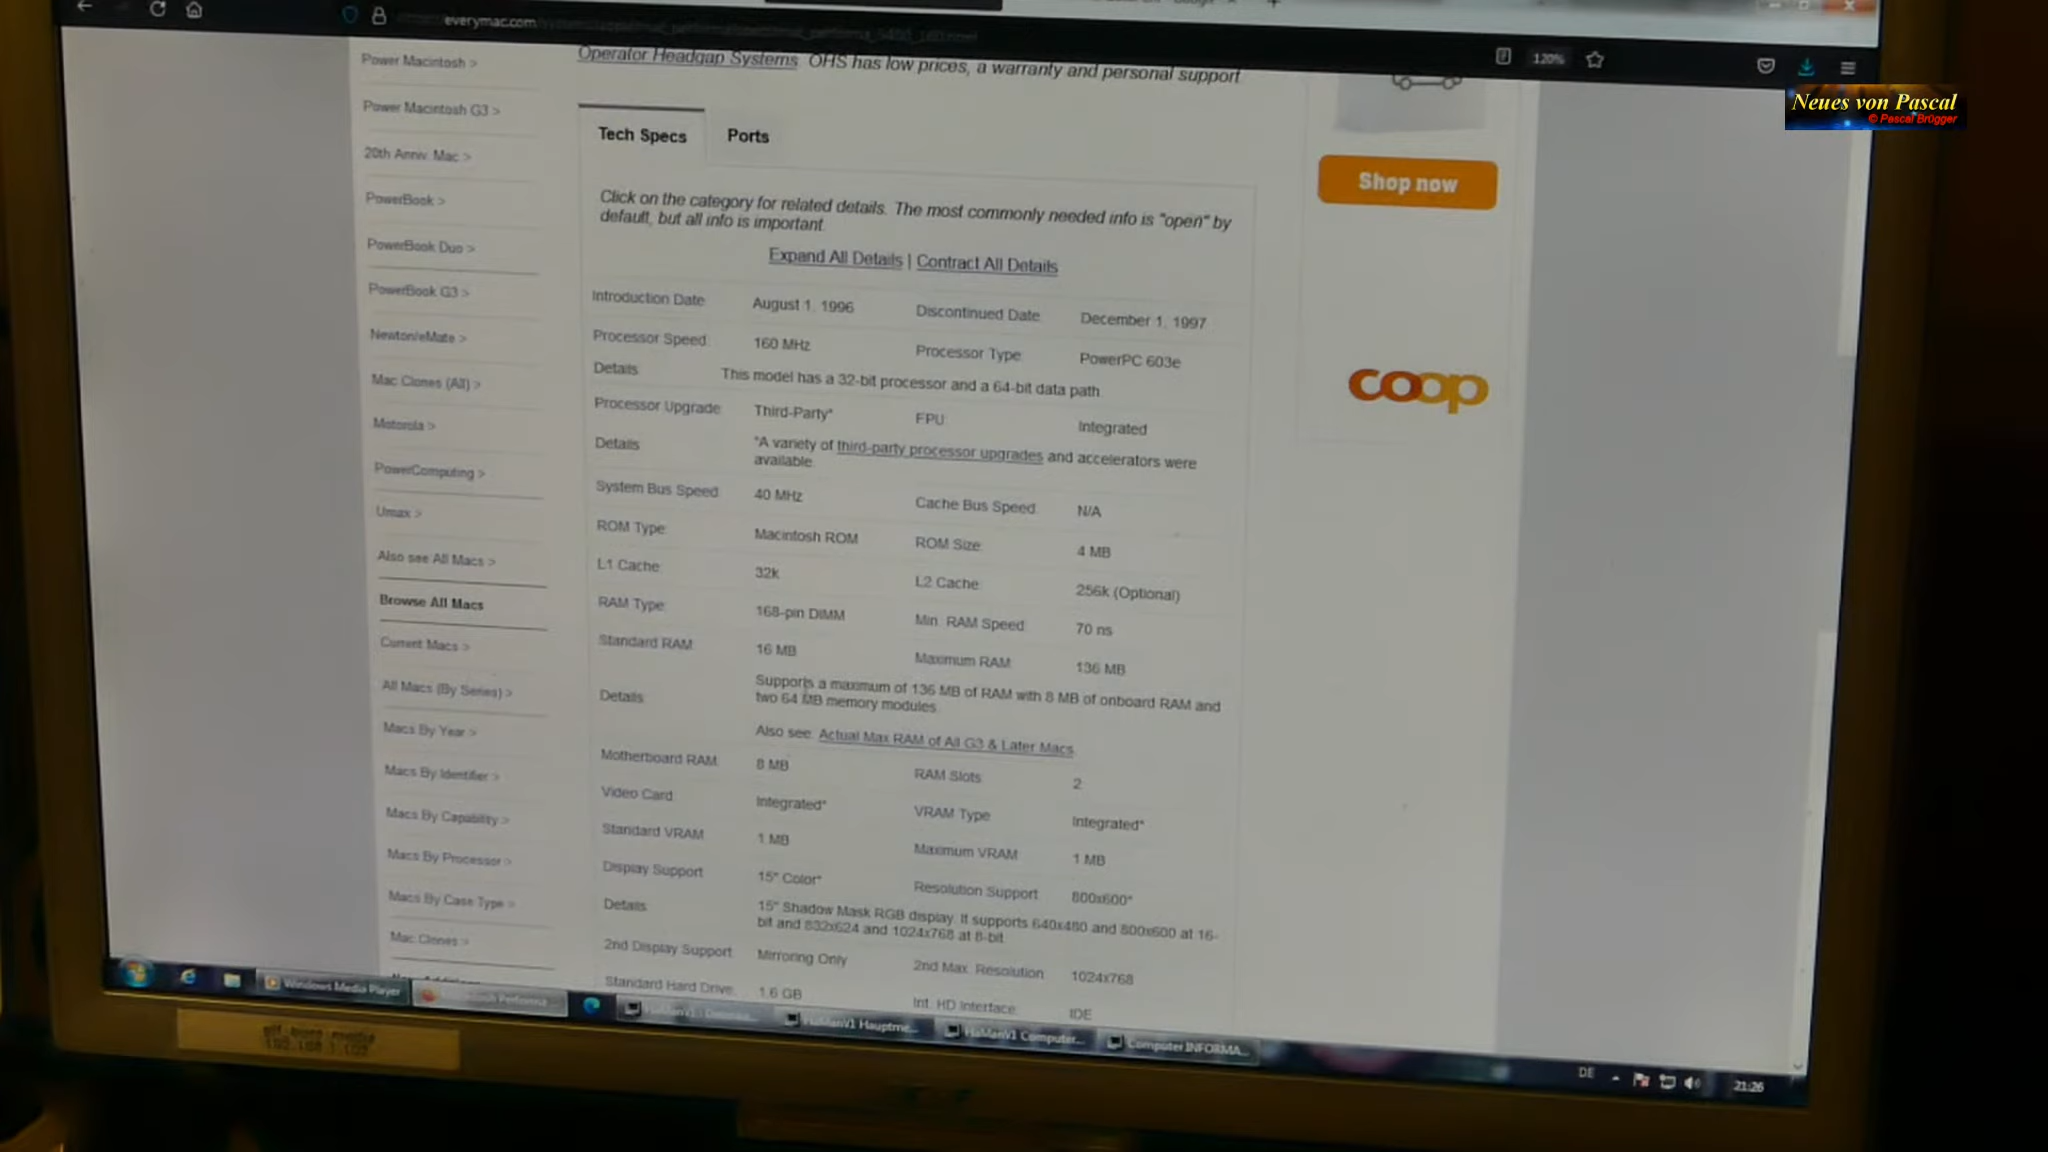 everymac.com
120%
Neues von Pascal
© Pascal Brügger
Power Macintosh >
Power Macintosh G3 >
20th Anniv. Mac >
PowerBook >
PowerBook Duo >
PowerBook G3 >
Newton/eMate >
Mac Clones (All) >
Motorola >
PowerComputing >
Umax >
Also see All Macs >
Browse All Macs
Current Macs >
All Macs (By Series) >
Macs By Year >
Macs By Identifier >
Macs By Capability >
Macs By Processor >
Macs By Case Type >
Mac Clones >
Operator Headgap Systems. OHS has low prices, a warranty and personal support
Tech Specs Ports
Click on the category for related details. The most commonly needed info is "open" by
default, but all info is important.
Expand All Details | Contract All Details
Introduction Date: August 1, 1996 Discontinued Date: December 1, 1997
Processor Speed: 160 MHz Processor Type: PowerPC 603e
Details: This model has a 32-bit processor and a 64-bit data path.
Processor Upgrade: Third-Party* FPU: Integrated
Details: *A variety of third-party processor upgrades and accelerators were
available.
System Bus Speed: 40 MHz Cache Bus Speed: N/A
ROM Type: Macintosh ROM ROM Size: 4 MB
L1 Cache: 32k L2 Cache: 256k (Optional)
RAM Type: 168-pin DIMM Min. RAM Speed: 70 ns
Standard RAM: 16 MB Maximum RAM: 136 MB
Details: Supports a maximum of 136 MB of RAM with 8 MB of onboard RAM and
two 64 MB memory modules.
Also see: Actual Max RAM of All G3 & Later Macs.
Motherboard RAM: 8 MB RAM Slots: 2
Video Card: Integrated* VRAM Type: Integrated*
Standard VRAM: 1 MB Maximum VRAM: 1 MB
Display Support: 15" Color* Resolution Support: 800x600*
Details: 15" Shadow Mask RGB display. It supports 640x480 and 800x600 at 16-
bit and 832x624 and 1024x768 at 8-bit.
2nd Display Support: Mirroring Only 2nd Max. Resolution: 1024x768
Standard Hard Drive: 1.6 GB Int. HD Interface: IDE
Shop now
coop
Windows Media Player
HaManV1 Hauptme...
HaManV1 Computer...
Computer.INFORMA...
DE
21:26